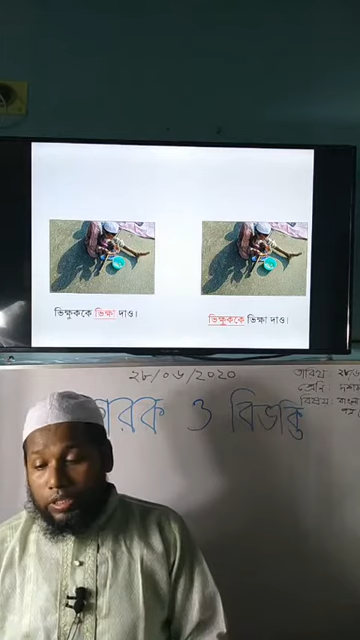 ভিক্ষুককে ভিক্ষা দাও।
ভিক্ষুককে ভিক্ষা দাও।
২৮/০৬/২০২০
তারিখ
শ্রেনি
বিষয়:
কারক ও বিভক্তি